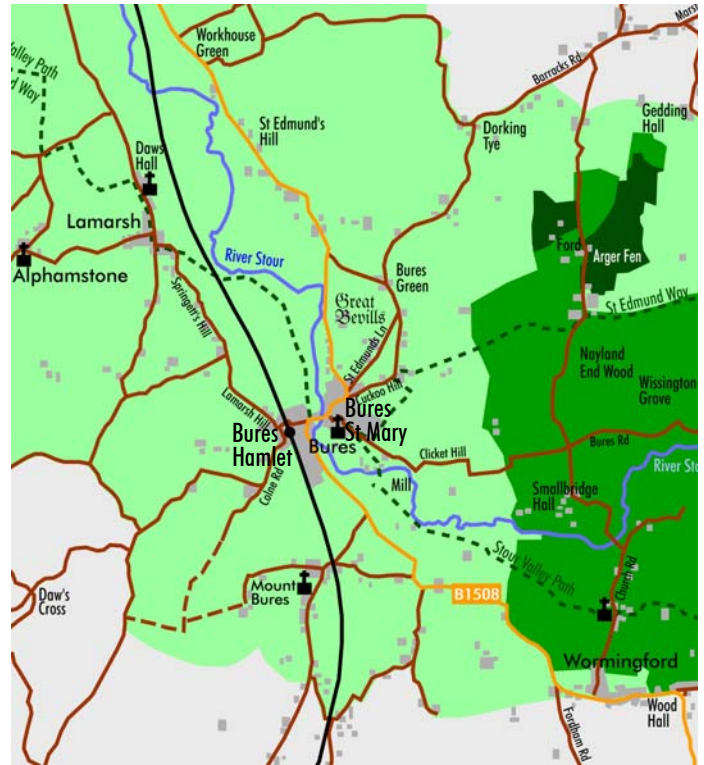 Workhouse
Green
Marsh
Valley Path
nd Way
Barracks Rd
St Edmund's
Hill
Gedding
Hall
Dorking
Tye
Daws
Hall
Lamarsh
Ford
Arger Fen
River Stour
Alphamstone
Bures
Green
Great
Bevills
St Edmund Way
Springett's Hill
St Edmunds Ln
Nayland
End Wood
Wissington
Grove
Cuckoo Hill
Lamarsh Hill
Bures
St Mary
Bures
Hamlet
Bures
Bures Rd
Clicket Hill
River Sto
Colne Rd
Mill
Smallbridge
Hall
Stour Valley Path
Church Rd
Mount
Bures
Daw's
Cross
B1508
Wormingford
Wood
Hall
Fordham Rd